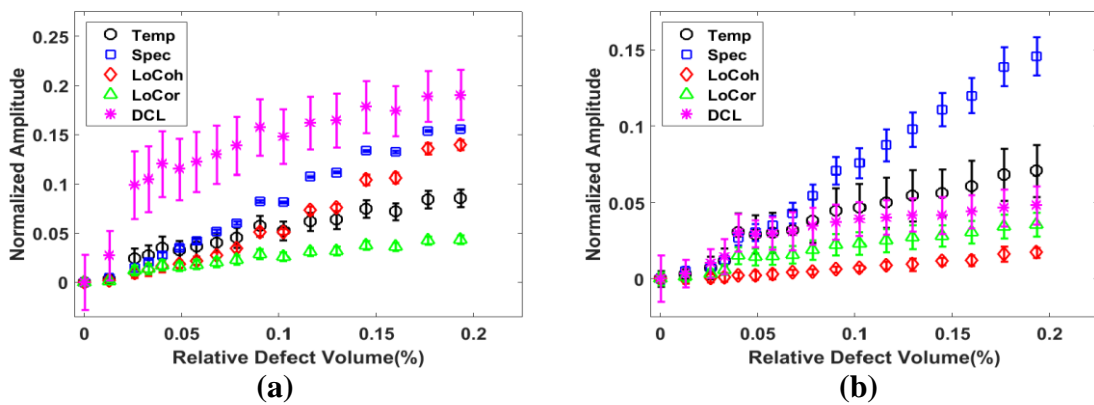 Temp
Spec
LoCoh
LoCor
DCL
0.25
0.2
0.15
0.1
0.05
0
Normalized Amplitude
0 0.05 0.1 0.15 0.2
Relative Defect Volume(%)
(a)
Temp
Spec
LoCoh
LoCor
DCL
0.15
0.1
0.05
0
Normalized Amplitude
0 0.05 0.1 0.15 0.2
Relative Defect Volume(%)
(b)